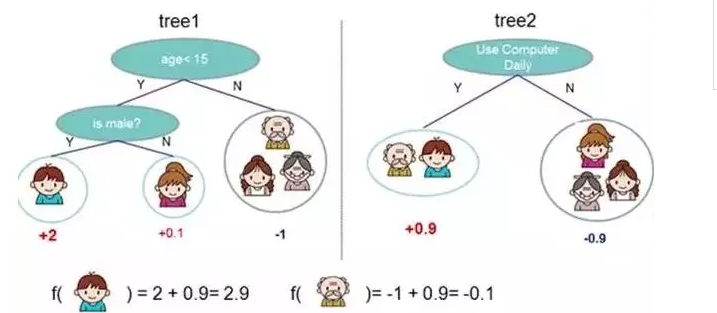 tree1
age< 15
Y
N
is male?
Y
N
+2
+0.1
-1
tree2
Use Computer
Daily
Y
N
+0.9
-0.9
f( ) = 2 + 0.9= 2.9
f( )= -1 + 0.9= -0.1